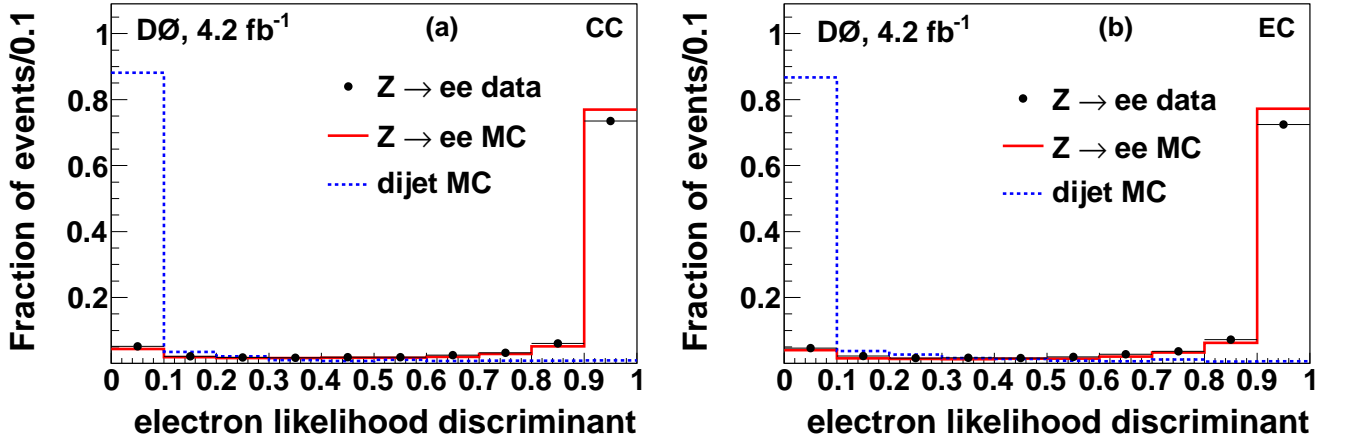 Fraction of events/0.1
1
0.8
0.6
0.4
0.2
DØ, 4.2 fb⁻¹ (a) CC
Z → ee data
Z → ee MC
dijet MC
0 0.1 0.2 0.3 0.4 0.5 0.6 0.7 0.8 0.9 1
electron likelihood discriminant
Fraction of events/0.1
1
0.8
0.6
0.4
0.2
DØ, 4.2 fb⁻¹ (b) EC
Z → ee data
Z → ee MC
dijet MC
0 0.1 0.2 0.3 0.4 0.5 0.6 0.7 0.8 0.9 1
electron likelihood discriminant